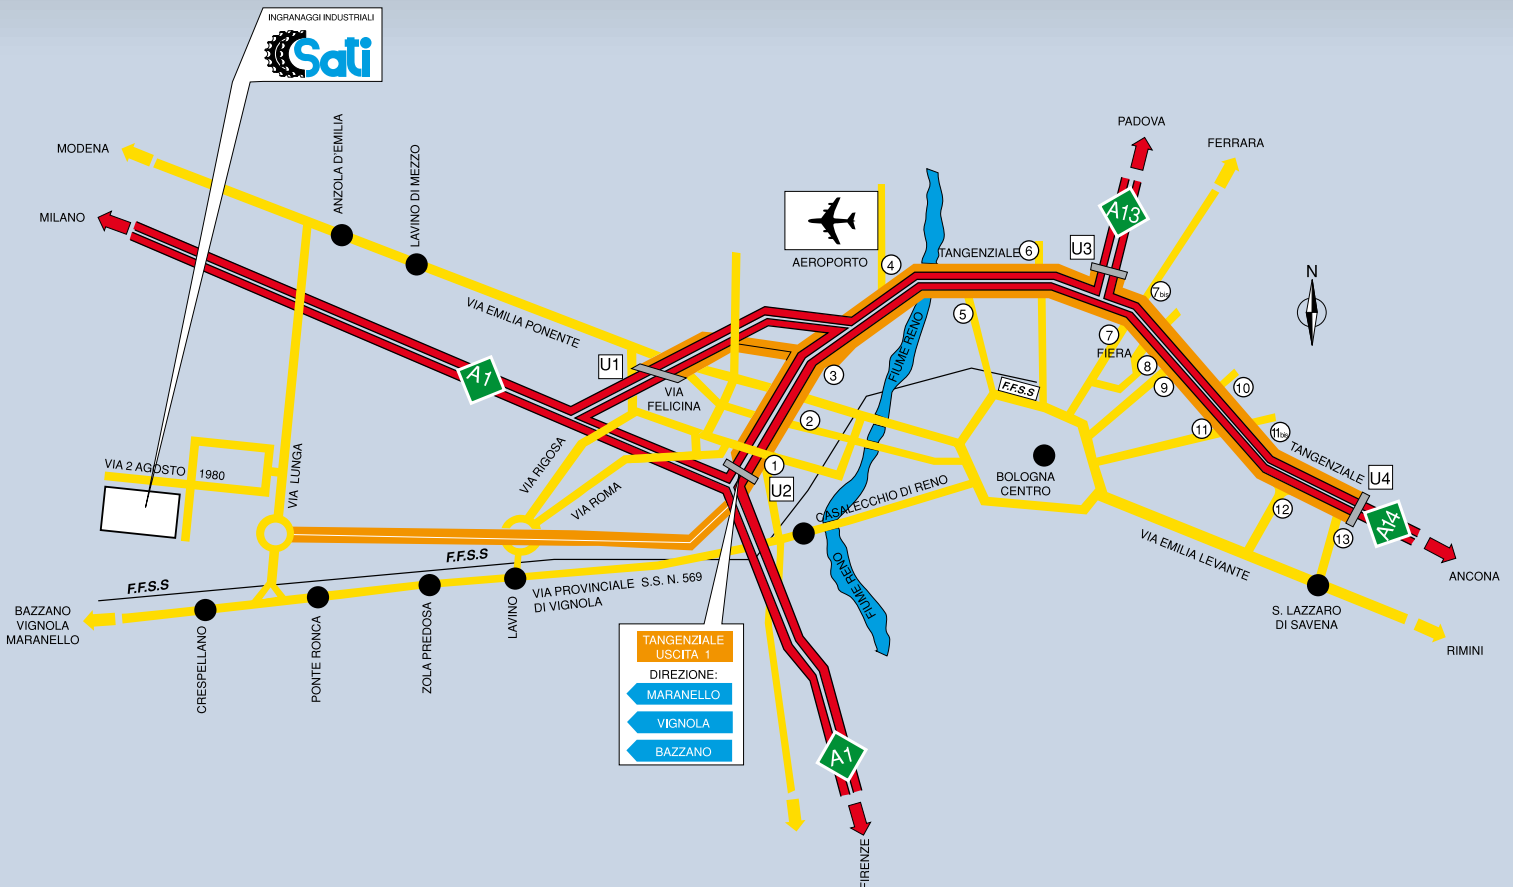 INGRANAGGI INDUSTRIALI
Sati
MODENA
MILANO
ANZOLA D'EMILIA
LAVINO DI MEZZO
VIA EMILIA PONENTE
A1
U1
VIA
FELICINA
AEROPORTO
4
TANGENZIALE
6
U3
PADOVA
A13
FERRARA
7bis
N
5
FIUME RENO
7
FIERA
8
9
10
3
2
F.F.S.S
11
11bis
TANGENZIALE
U4
A14
ANCONA
BOLOGNA
CENTRO
1
U2
CASALECCHIO DI RENO
12
13
VIA EMILIA LEVANTE
S. LAZZARO
DI SAVENA
RIMINI
VIA RIGOSA
VIA ROMA
VIA LUNGA
VIA 2 AGOSTO 1980
F.F.S.S
F.F.S.S
VIA PROVINCIALE S.S. N. 569
DI VIGNOLA
FIUME RENO
BAZZANO
VIGNOLA
MARANELLO
CRESPELLANO
PONTE RONCA
ZOLA PREDOSA
LAVINO
TANGENZIALE
USCITA 1
DIREZIONE:
MARANELLO
VIGNOLA
BAZZANO
A1
FIRENZE